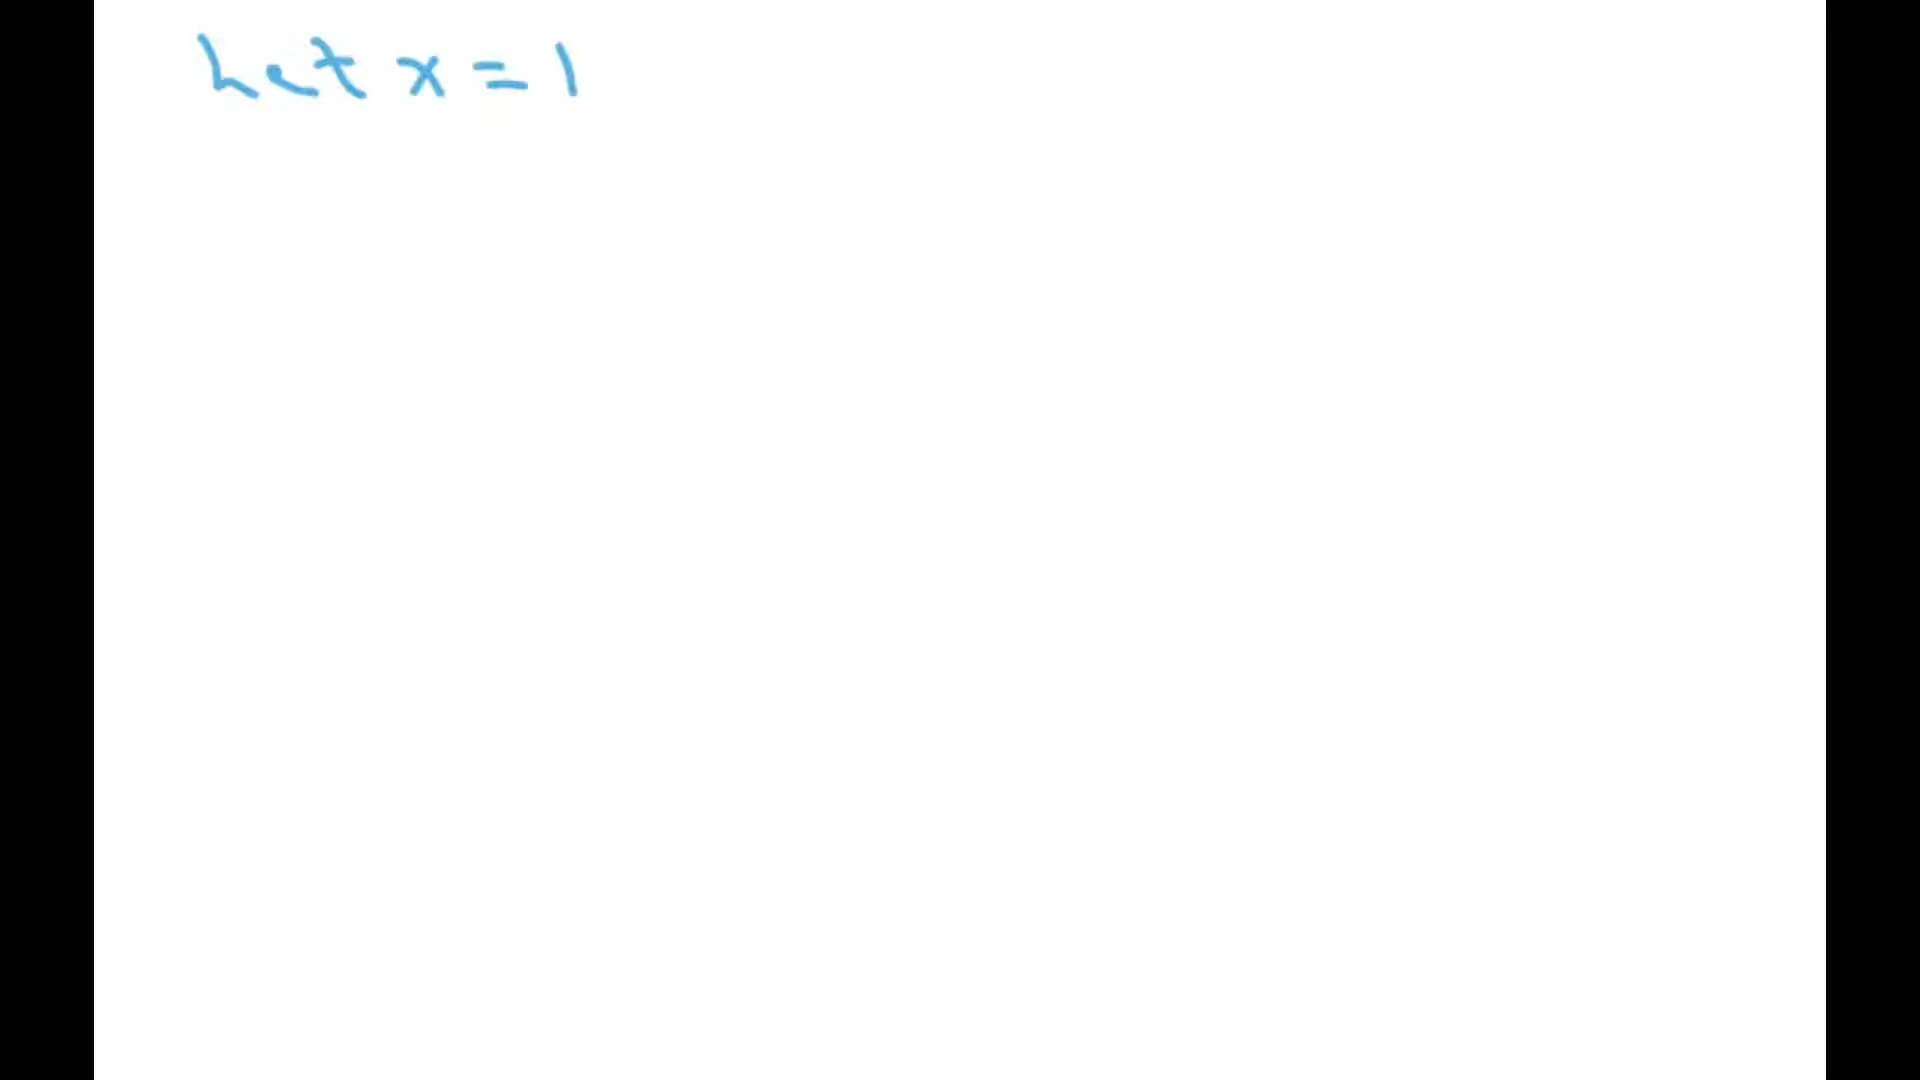 Let x = 1